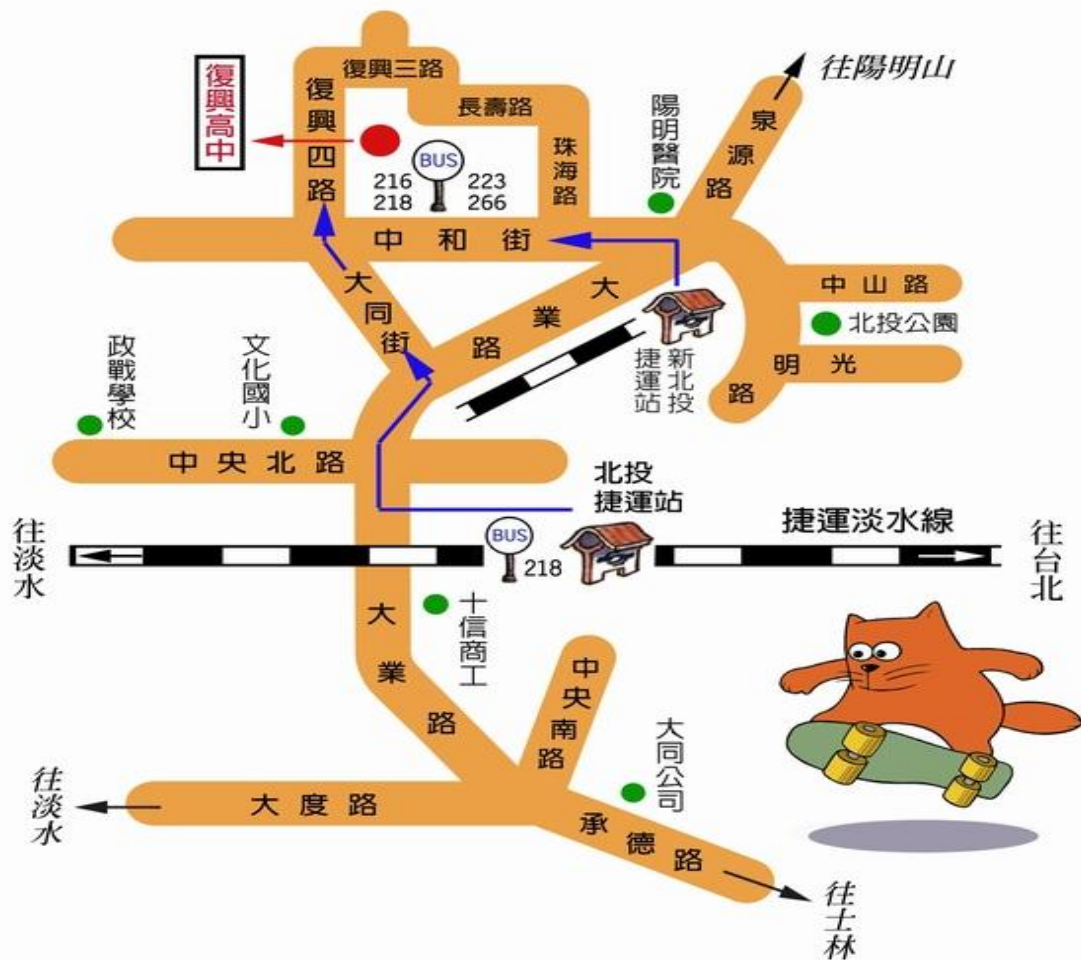 復興三路
往陽明山
復興高中
復興四路
長壽路
陽明醫院
泉源路
BUS
216 223
218 266
珠海路
中和街
大同街
大業路
中山路
北投公園
新北投
捷運站
明光路
政戰學校
文化國小
中央北路
北投
捷運站
往淡水
BUS
218
捷運淡水線
往台北
大業路
十信商工
中央南路
大同公司
往淡水
大度路
承德路
往士林